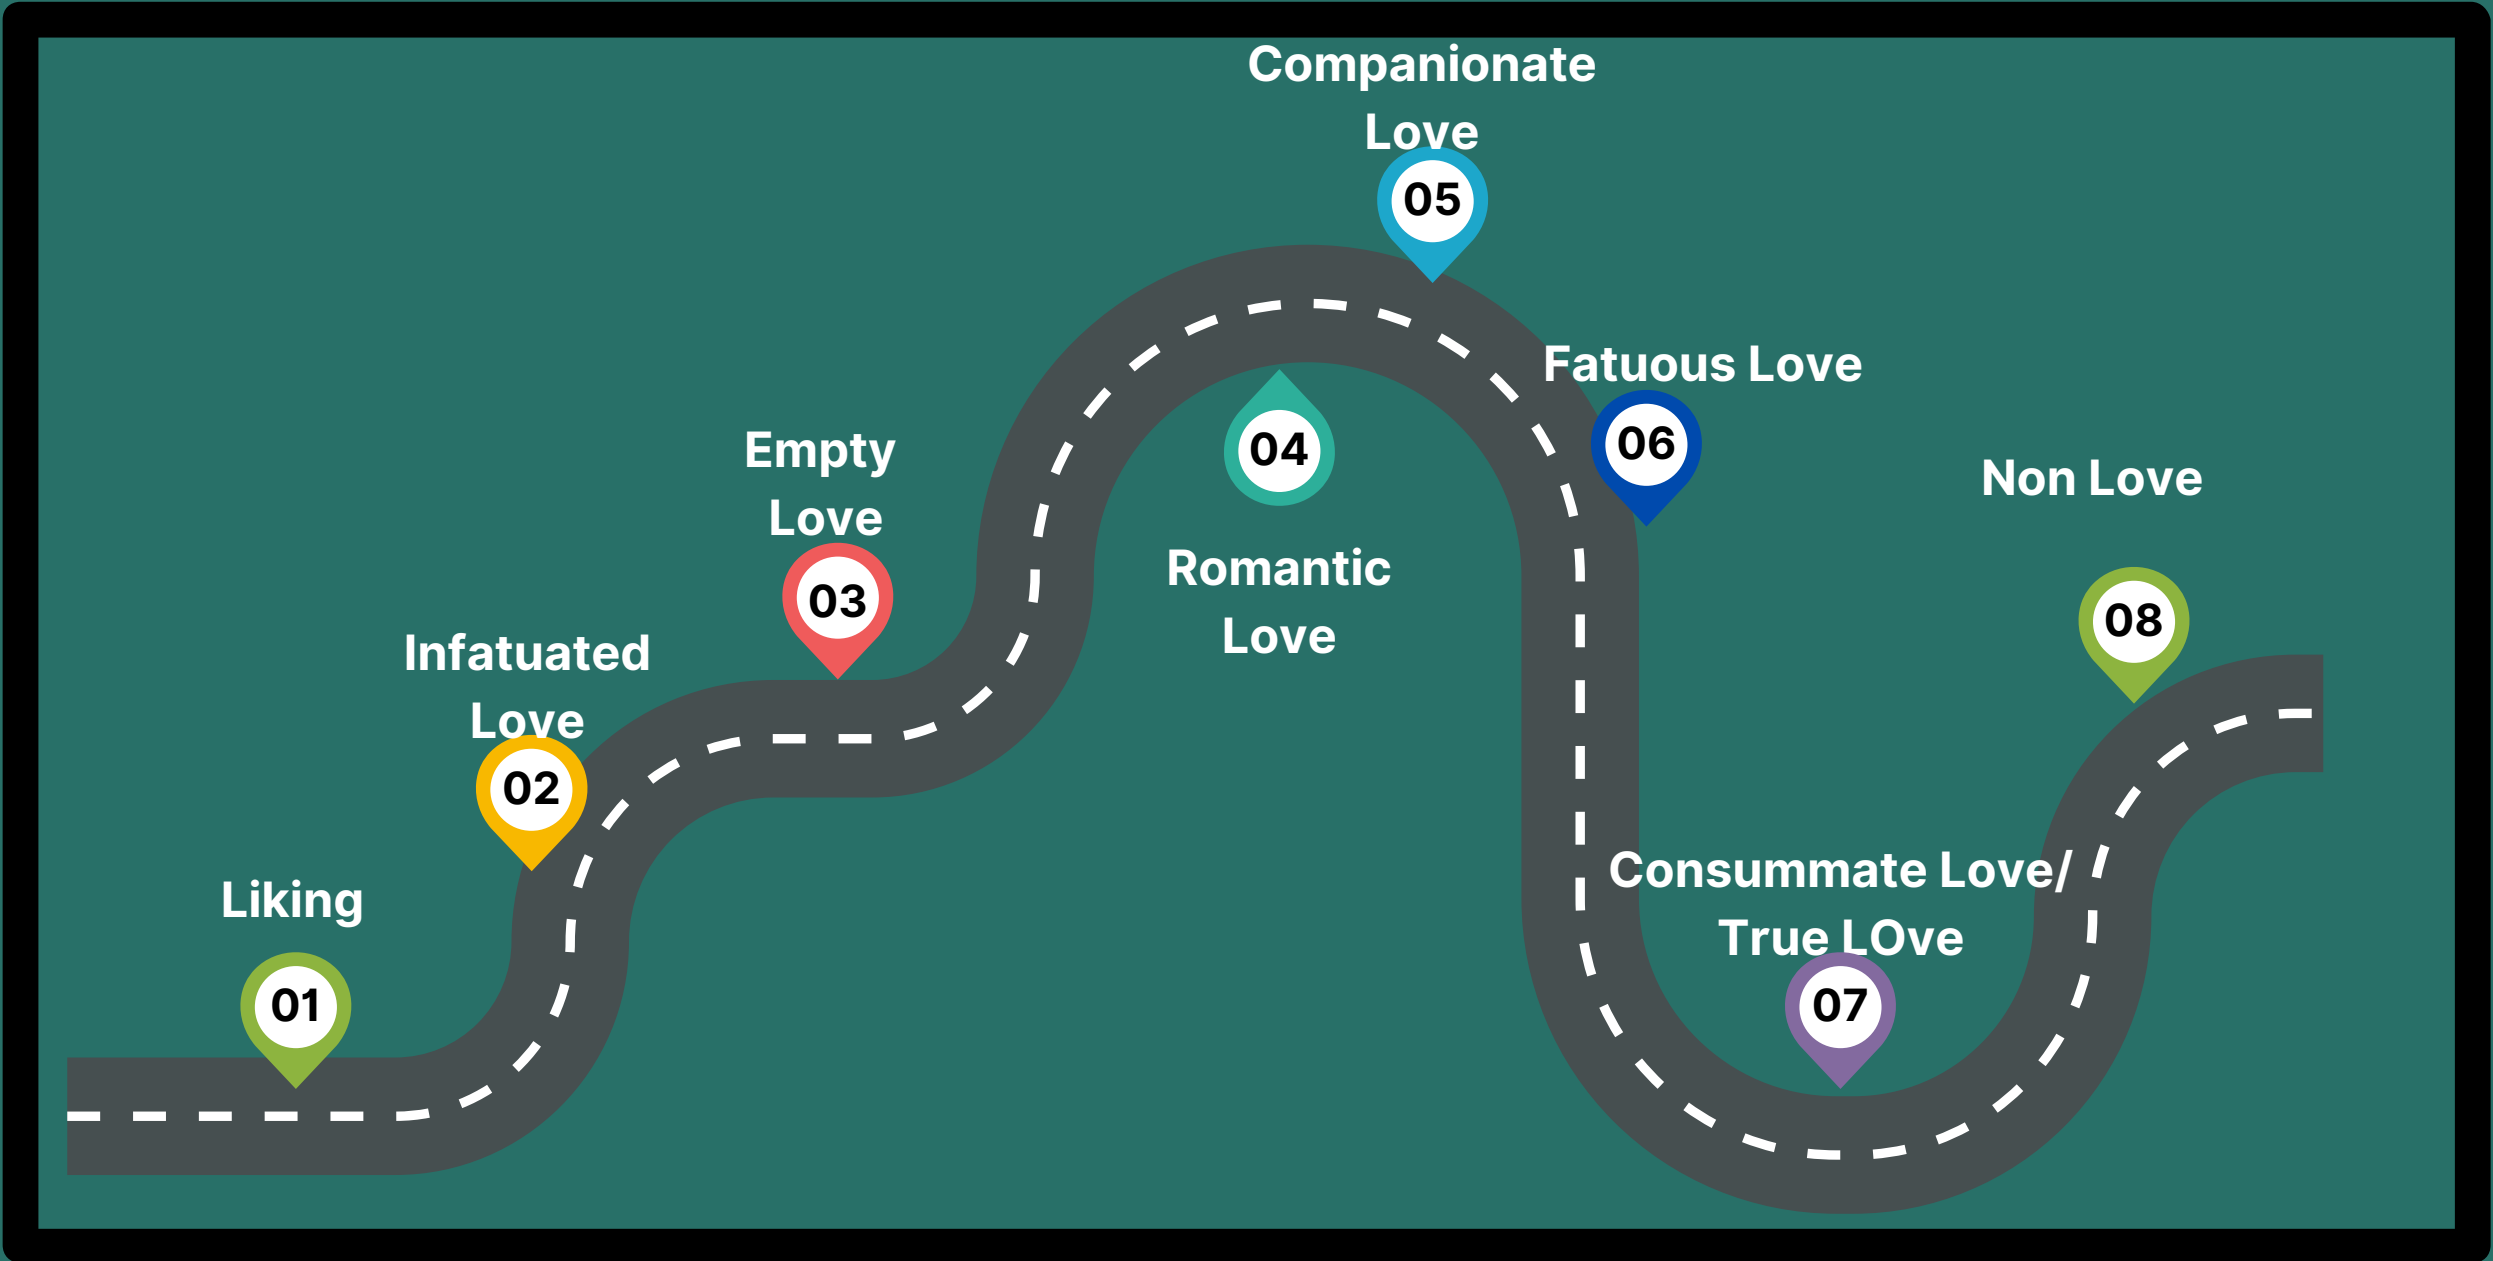 Liking
01
Infatuated
Love
02
Empty
Love
03
04
Romantic
Love
Companionate
Love
05
Fatuous Love
06
Consummate Love/
True LOve
07
Non Love
08